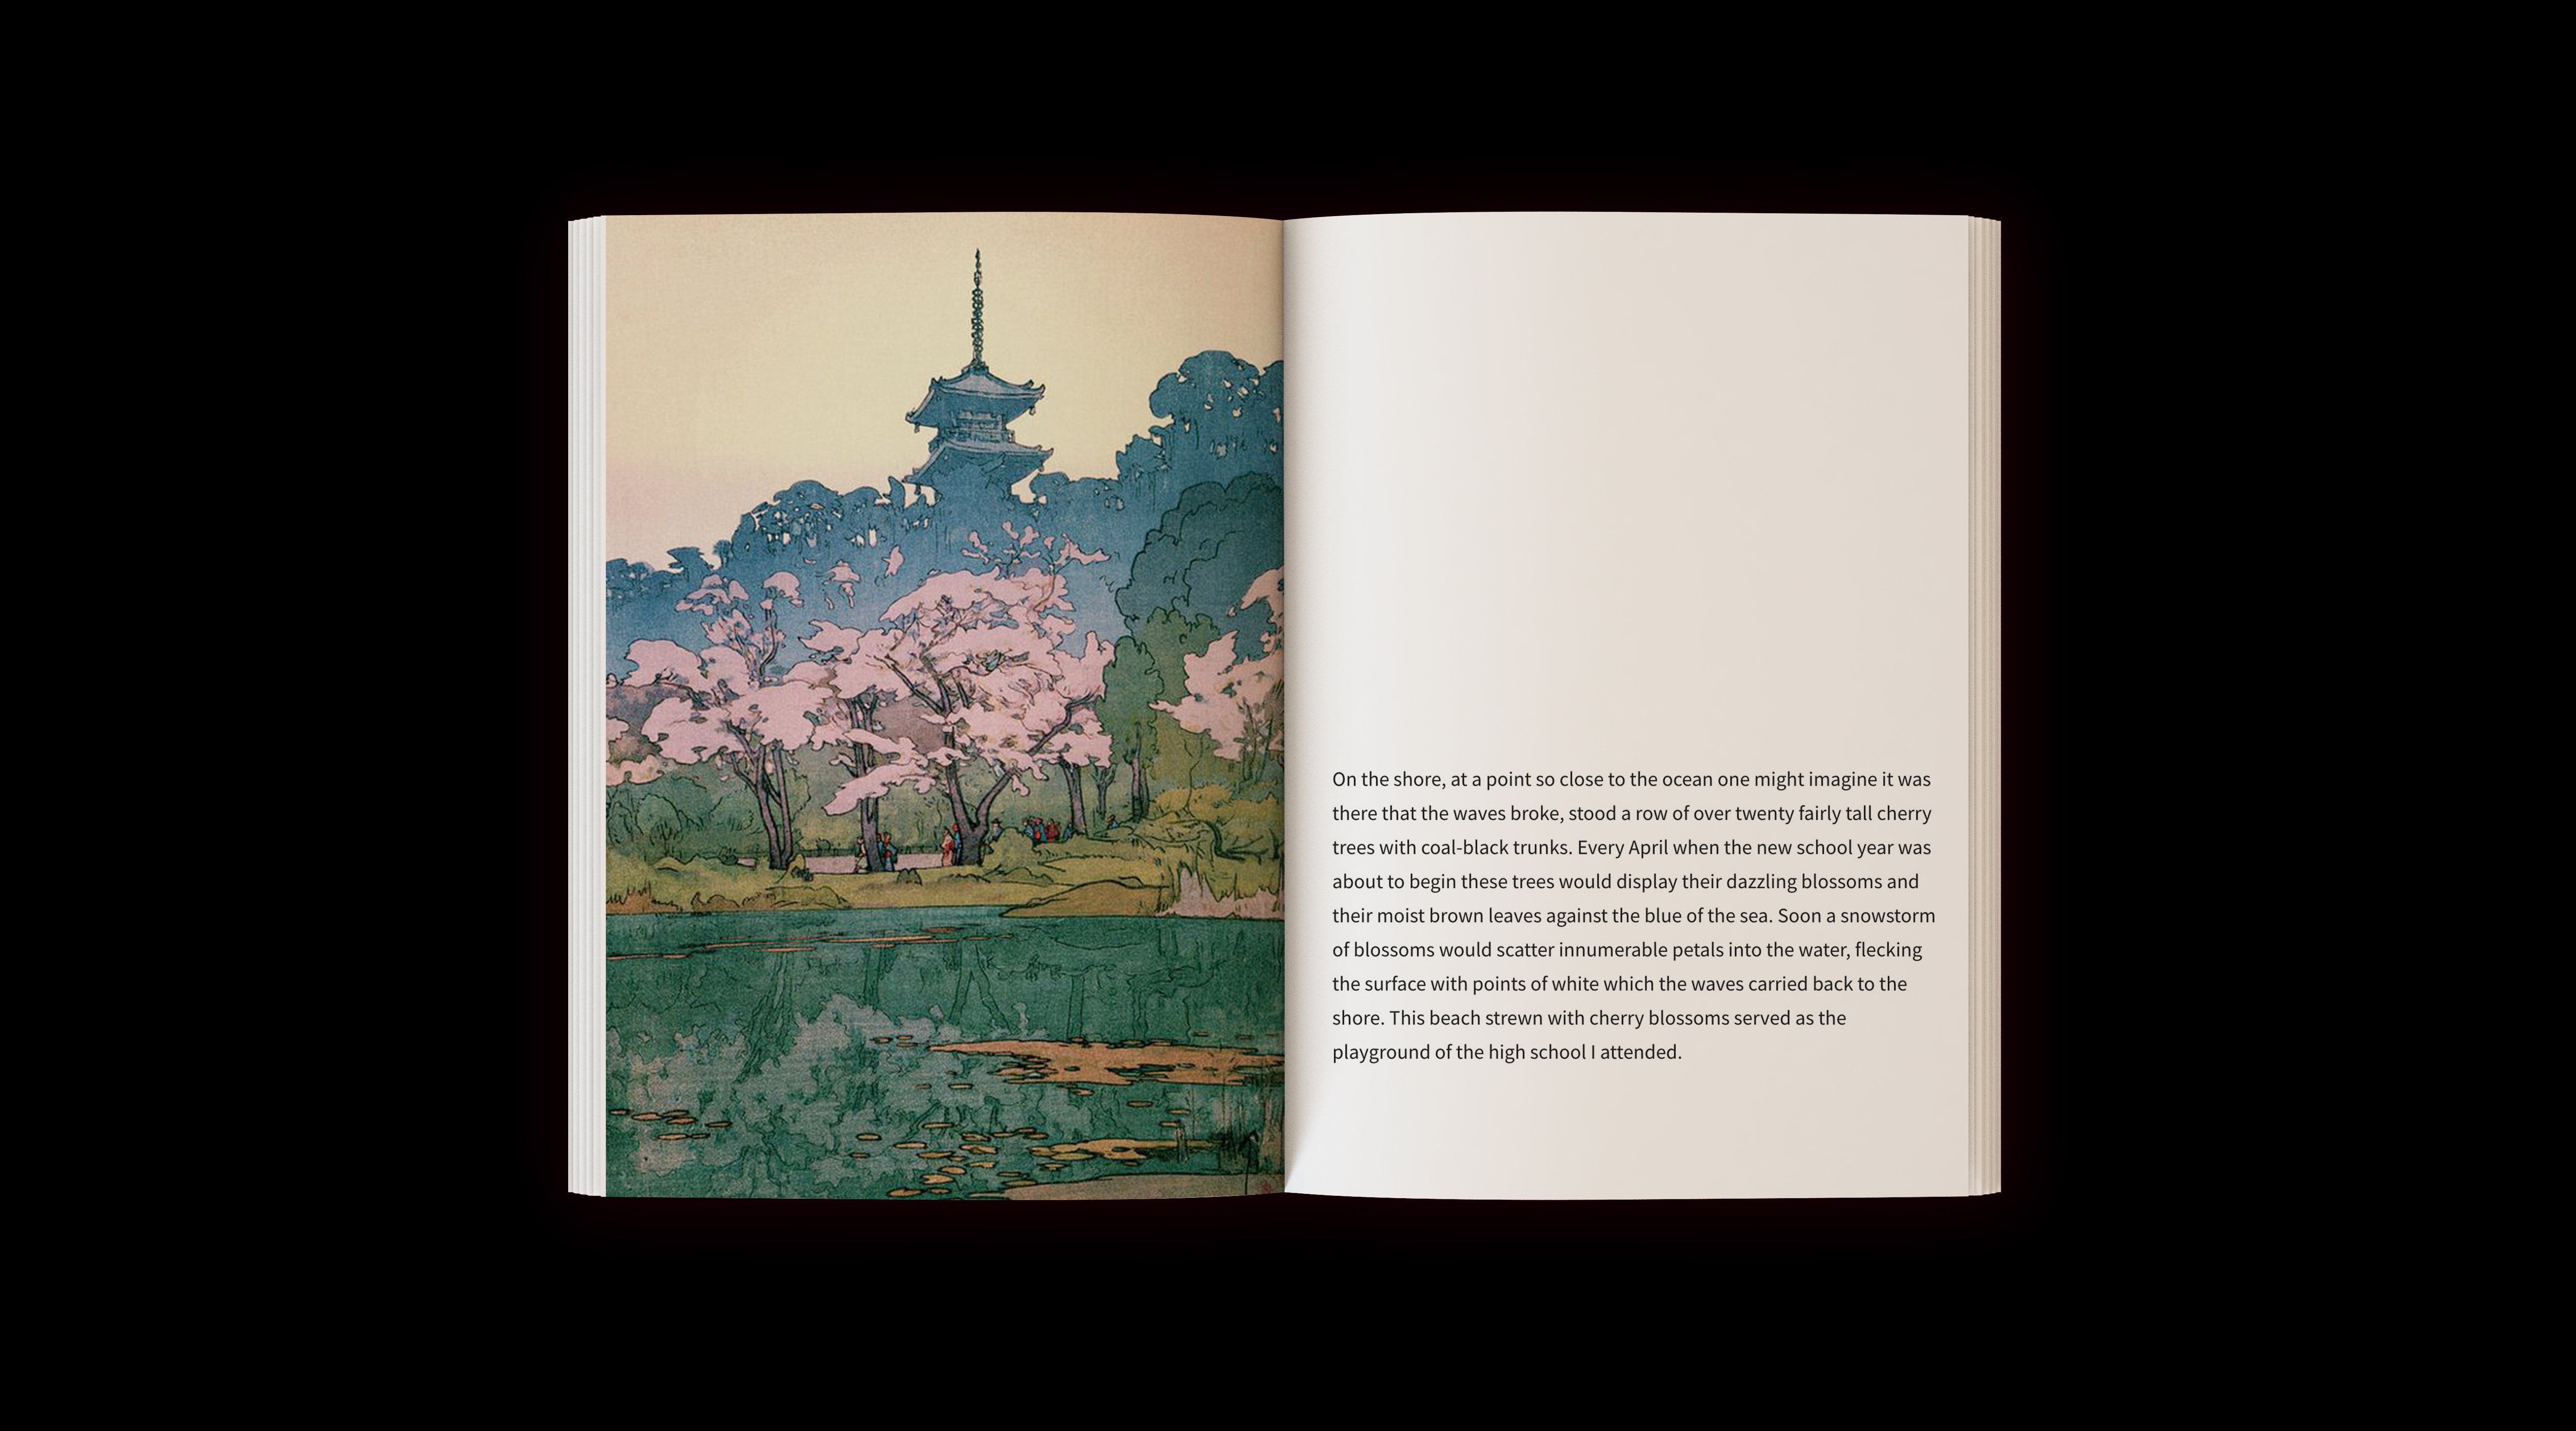 On the shore, at a point so close to the ocean one might imagine it was
there that the waves broke, stood a row of over twenty fairly tall cherry
trees with coal-black trunks. Every April when the new school year was
about to begin these trees would display their dazzling blossoms and
their moist brown leaves against the blue of the sea. Soon a snowstorm
of blossoms would scatter innumerable petals into the water, flecking
the surface with points of white which the waves carried back to the
shore. This beach strewn with cherry blossoms served as the
playground of the high school I attended.